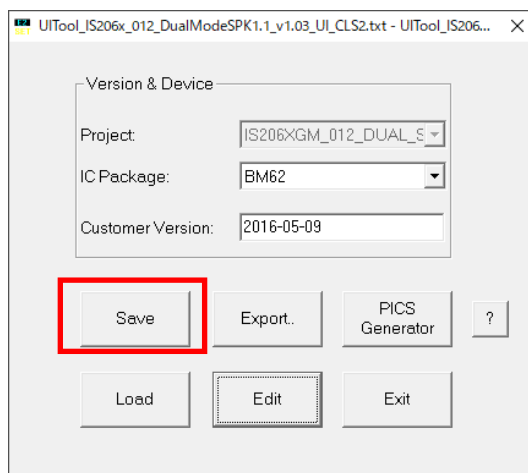 UITool_IS206x_012_DualModeSPK1.1_v1.03_UI_CLS2.txt - UITool_IS206...
Version & Device
Project: IS206XGM_012_DUAL_S
IC Package: BM62
Customer Version: 2016-05-09
Save Export.. PICS
Generator ?
Load Edit Exit